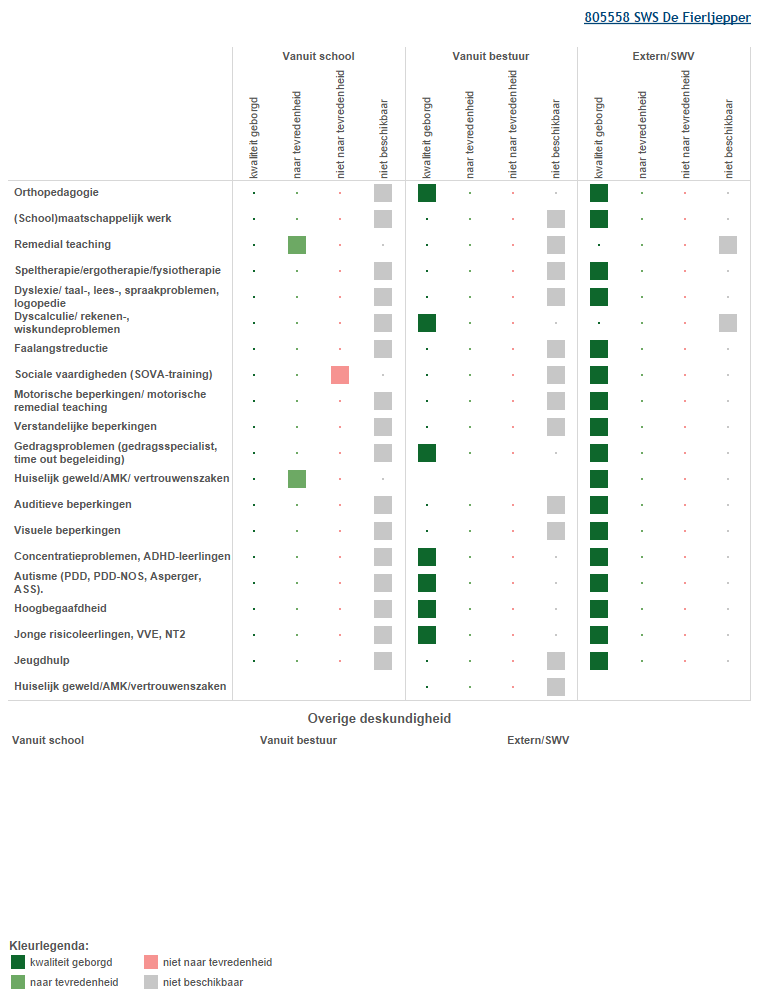 805558 SWS De Fierljepper
Vanuit school
Vanuit bestuur
Extern/SWV
kwaliteit geborgd
naar tevredenheid
niet naar tevredenheid
niet beschikbaar
kwaliteit geborgd
naar tevredenheid
niet naar tevredenheid
niet beschikbaar
kwaliteit geborgd
naar tevredenheid
niet naar tevredenheid
niet beschikbaar
Orthopedagogie
(School)maatschappelijk werk
Remedial teaching
Speltherapie/ergotherapie/fysiotherapie
Dyslexie/ taal-, lees-, spraakproblemen,
logopedie
Dyscalculie/ rekenen-,
wiskundeproblemen
Faalangstreductie
Sociale vaardigheden (SOVA-training)
Motorische beperkingen/ motorische
remedial teaching
Verstandelijke beperkingen
Gedragsproblemen (gedragsspecialist,
time out begeleiding)
Huiselijk geweld/AMK/ vertrouwenszaken
Auditieve beperkingen
Visuele beperkingen
Concentratieproblemen, ADHD-leerlingen
Autisme (PDD, PDD-NOS, Asperger,
ASS).
Hoogbegaafdheid
Jonge risicoleerlingen, VVE, NT2
Jeugdhulp
Huiselijk geweld/AMK/vertrouwenszaken
Overige deskundigheid
Vanuit school
Vanuit bestuur
Extern/SWV
Kleurlegenda:
kwaliteit geborgd
niet naar tevredenheid
naar tevredenheid
niet beschikbaar